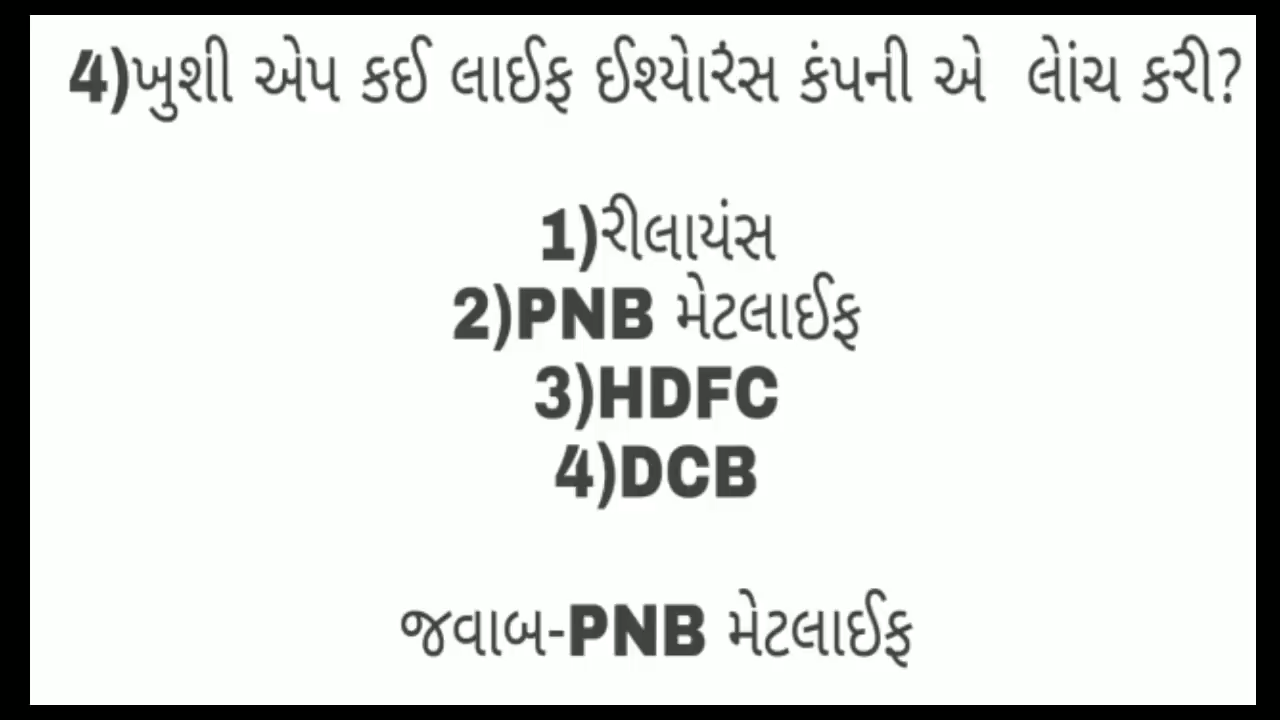 4)ખુશી એપ કઈ લાઈફ ઈશ્યોરંસ કંપની એ લોંચ કરી?
1)રીલાયંસ
2)PNB મેટલાઈફ
3)HDFC
4)DCB
જવાબ-PNB મેટલાઈફ